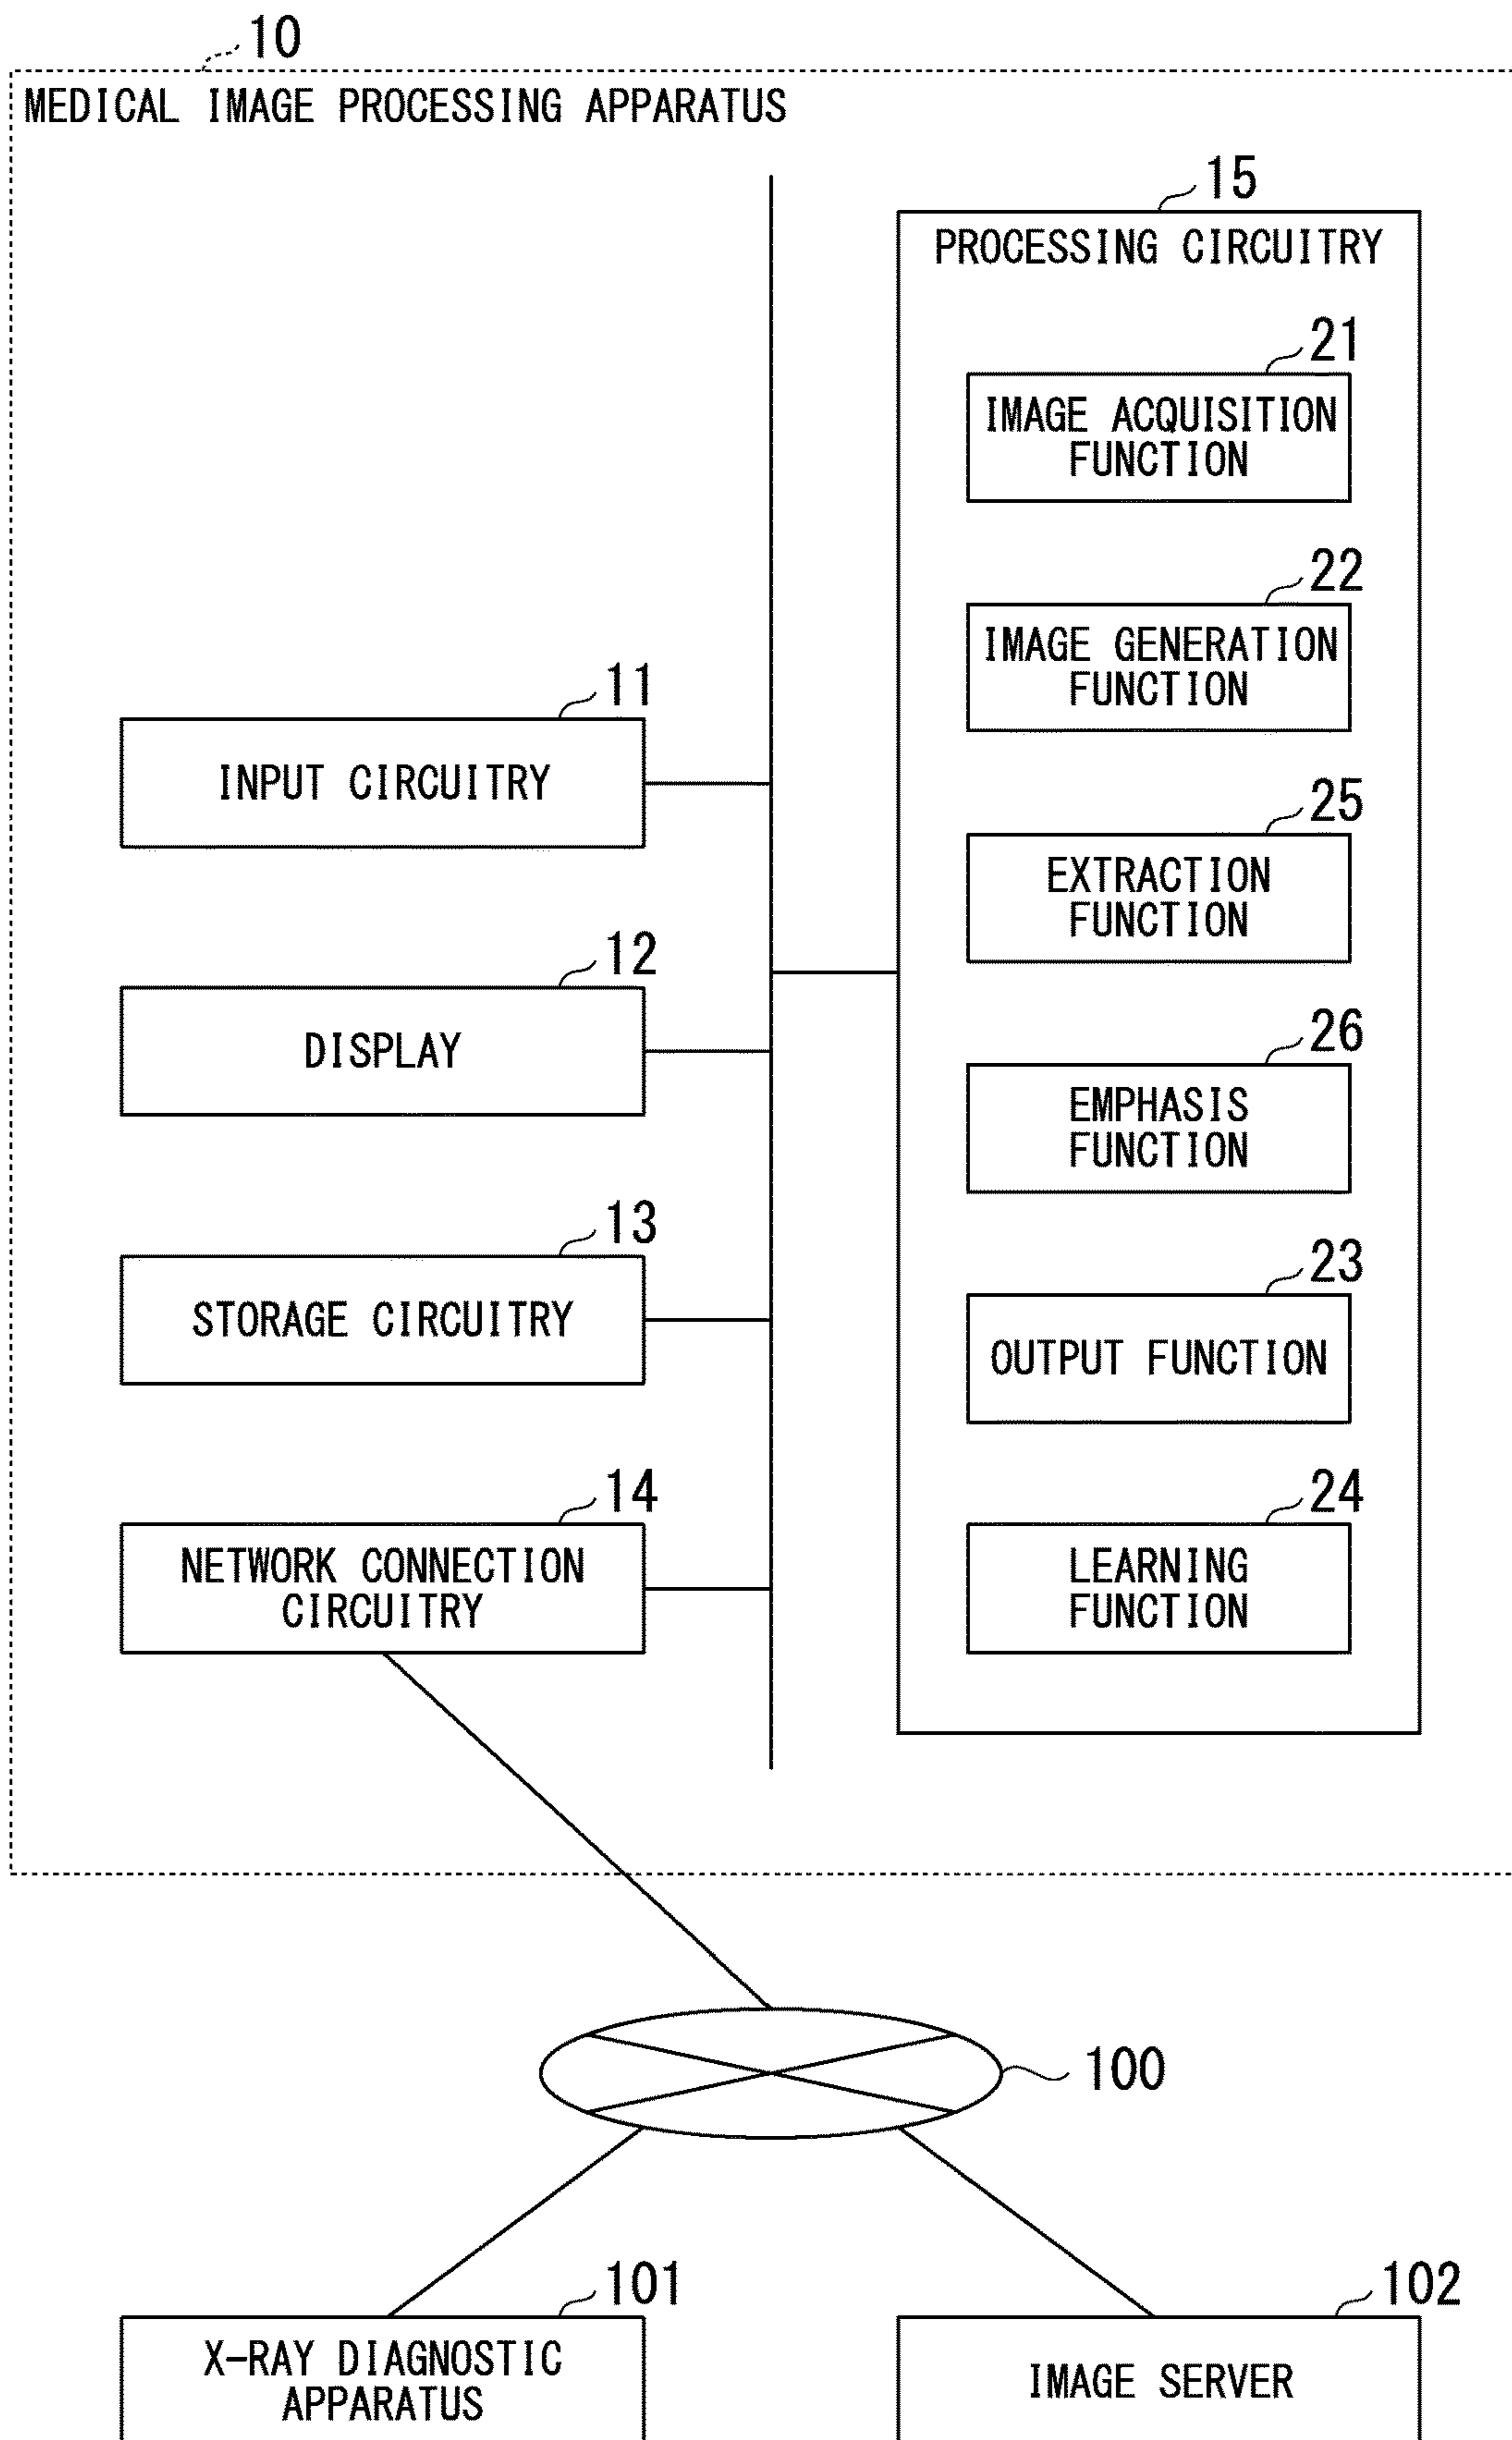 10
MEDICAL IMAGE PROCESSING APPARATUS
15
PROCESSING CIRCUITRY
21
IMAGE ACQUISITION
FUNCTION
22
IMAGE GENERATION
FUNCTION
11
INPUT CIRCUITRY
25
EXTRACTION
FUNCTION
12
DISPLAY
26
EMPHASIS
FUNCTION
13
STORAGE CIRCUITRY
23
OUTPUT FUNCTION
14
NETWORK CONNECTION
CIRCUITRY
24
LEARNING
FUNCTION
100
101
X-RAY DIAGNOSTIC
APPARATUS
102
IMAGE SERVER